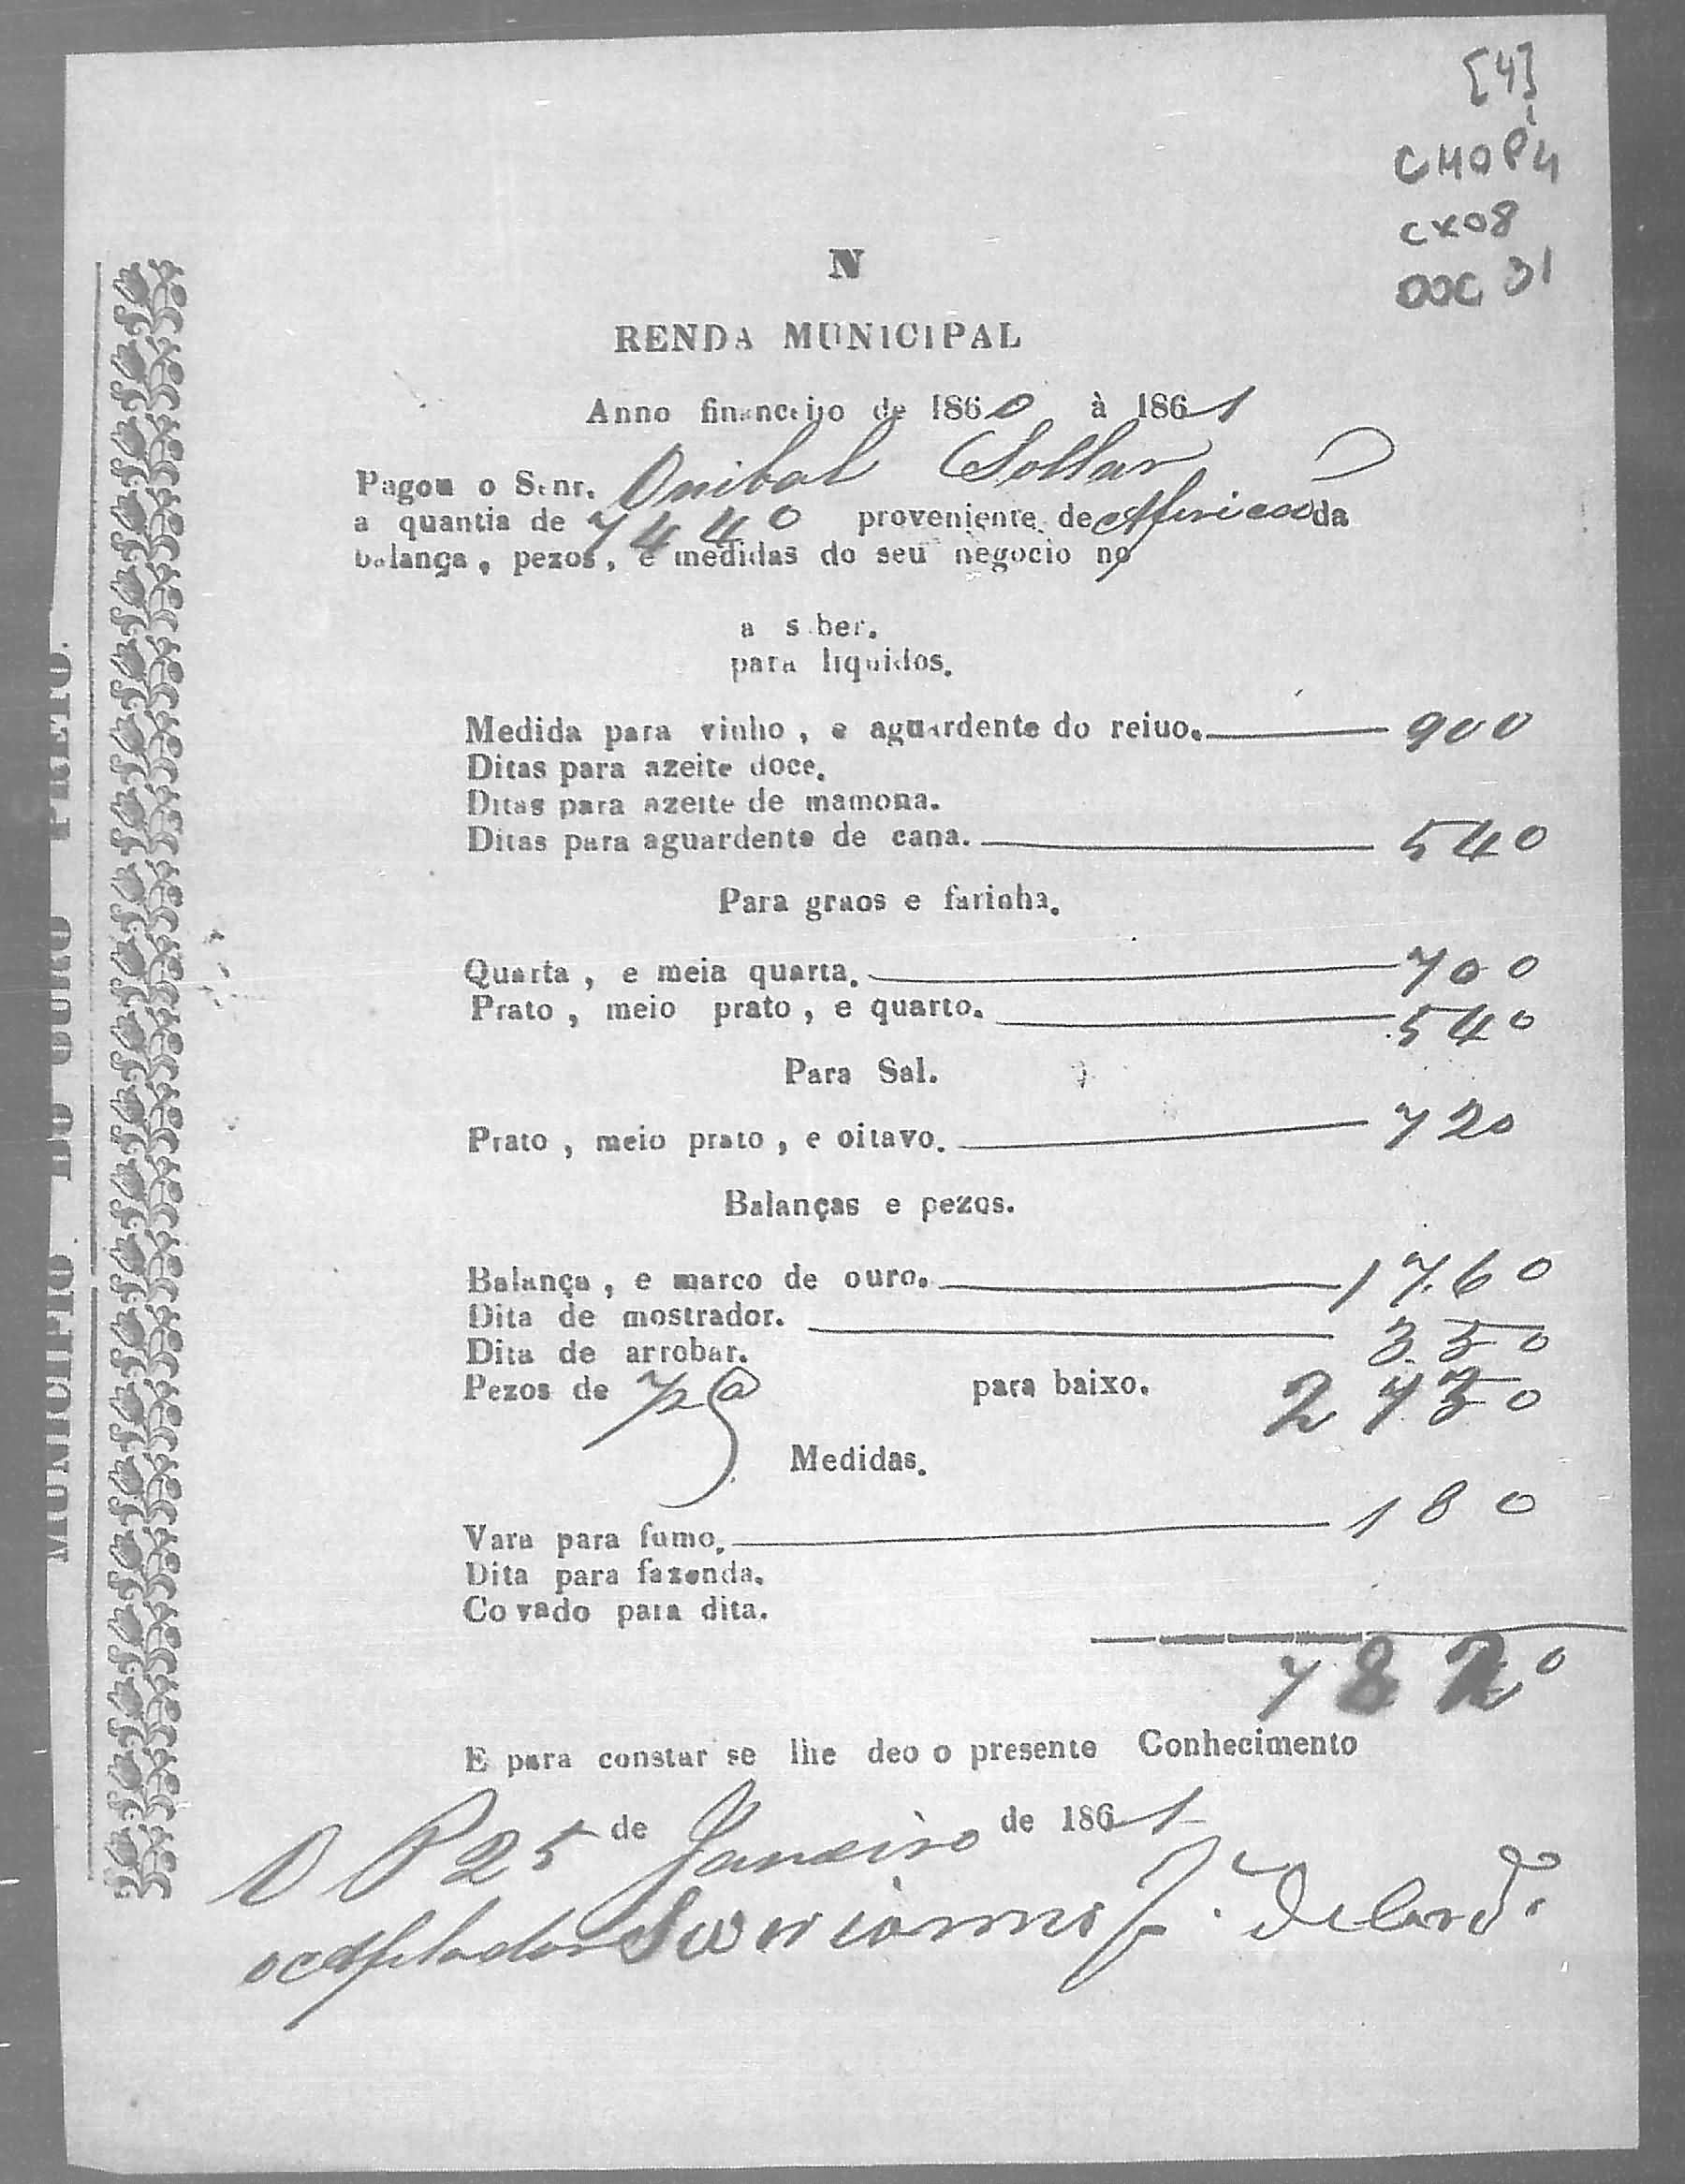 [4]
CMOP4
CX08
DOC 31
N
RENDA MUNICIPAL
Anno financeiro de 1860 à 1861
Pagou o Senr. Anibal Sollar
a quantia de 7440 proveniente de Afericão da
balança, pezos, e medidas do seu negocio no
a saber.
para liquidos.
Medida para vinho, e aguardente do reiuo. 900
Ditas para azeite doce.
Ditas para azeite de mamona.
Ditas para aguardente de cana. 540
Para graos e farinha.
Quarta, e meia quarta. 700
Prato, meio prato, e quarto. 540
Para Sal.
Prato, meio prato, e oitavo. 720
Balanças e pezos.
Balança, e marco de ouro. 1760
Dita de mostrador. 350
Dita de arrobar.
Pezos de para baixo.
Medidas.
Vara para fumo. 180
Dita para fazenda.
Covado para dita.
7820
E para constar se lhe deo o presente Conhecimento
O P 25 de Janeiro de 1861
o Afilador
MUNICIPIO DO OURO PRETO.